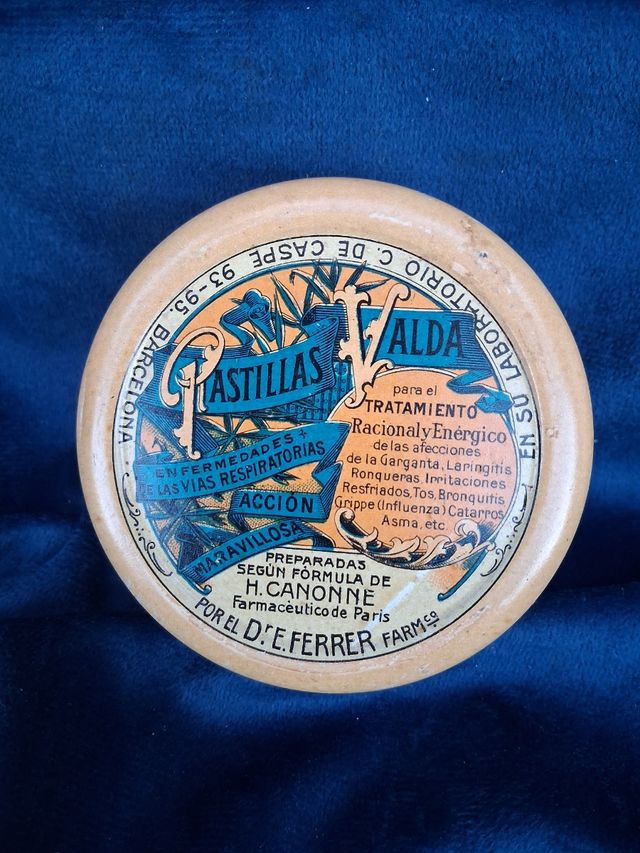 PASTILLAS VALDA
ENFERMEDADES
DE LAS VIAS RESPIRATORIAS
ACCIÓN
MARAVILLOSA
para el
TRATAMIENTO
Racional y Enérgico
de las afecciones
de la Garganta, Laringitis
Ronqueras, Irritaciones
Resfriados, Tos, Bronquitis
Grippe (Influenza) Catarros
Asma, etc
PREPARADAS
SEGÚN FÓRMULA DE
H. CANONNE
Farmacéutico de Paris
POR EL Dr. E. FERRER FARMco
EN SU LABORATORIO C. DE CASPE 93-95. BARCELONA